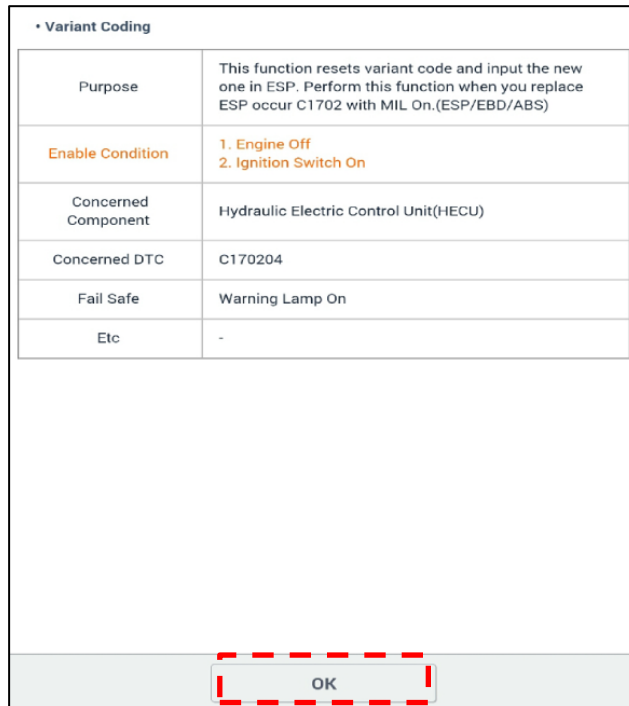 • Variant Coding
Purpose
This function resets variant code and input the new
one in ESP. Perform this function when you replace
ESP occur C1702 with MIL On.(ESP/EBD/ABS)
Enable Condition
1. Engine Off
2. Ignition Switch On
Concerned
Component
Hydraulic Electric Control Unit(HECU)
Concerned DTC
C170204
Fail Safe
Warning Lamp On
Etc
-
OK